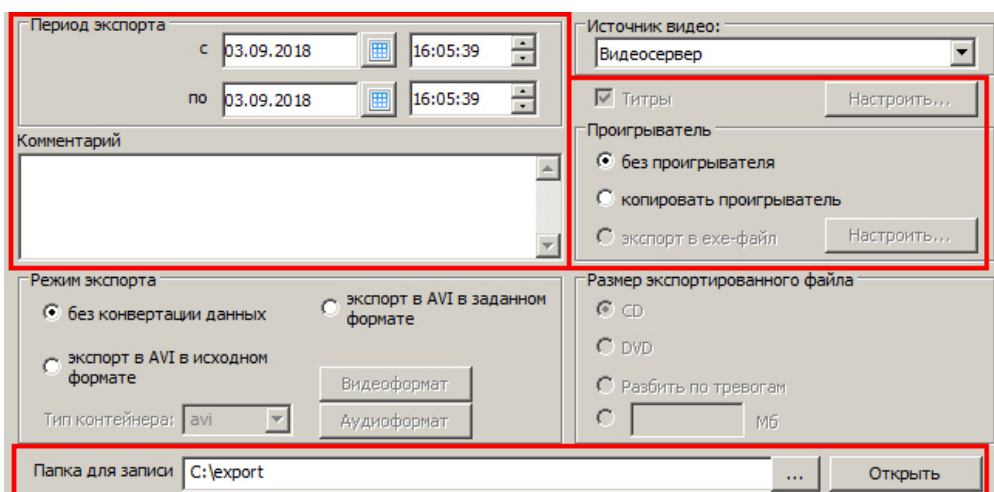 Период экспорта
с 03.09.2018 16:05:39
по 03.09.2018 16:05:39
Комментарий
Источник видео:
Видеосервер
Титры Настроить...
Проигрыватель
без проигрывателя
копировать проигрыватель
экспорт в exe-файл Настроить...
Режим экспорта
без конвертации данных
экспорт в AVI в заданном
формате
экспорт в AVI в исходном
формате
Видеоформат
Тип контейнера: avi Аудиоформат
Размер экспортированного файла
CD
DVD
Разбить по тревогам
Мб
Папка для записи C:\export ... Открыть